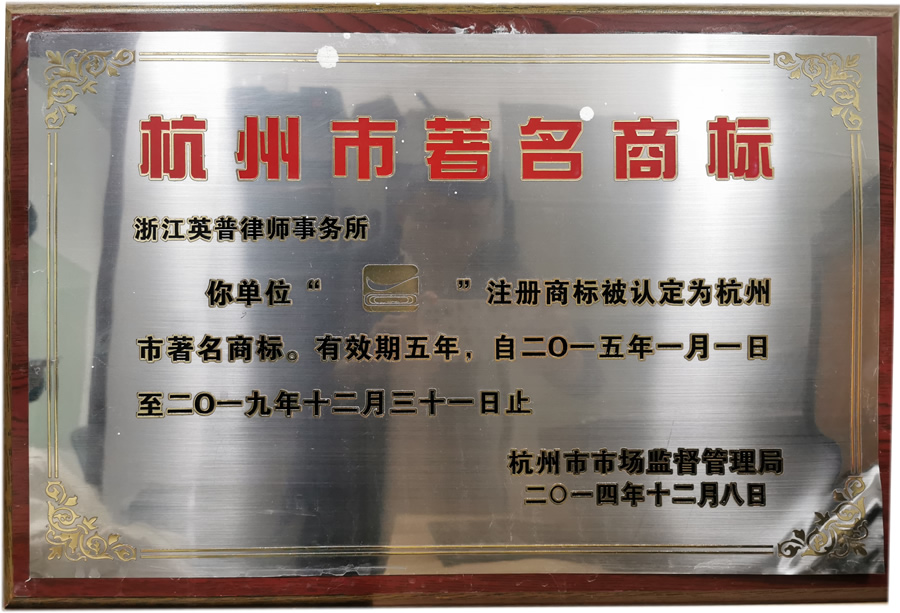 杭州市著名商标
浙江英普律师事务所
你单位“ ”注册商标被认定为杭州
市著名商标。有效期五年，自二〇一五年一月一日
至二〇一九年十二月三十一日止
杭州市市场监督管理局
二〇一四年十二月八日